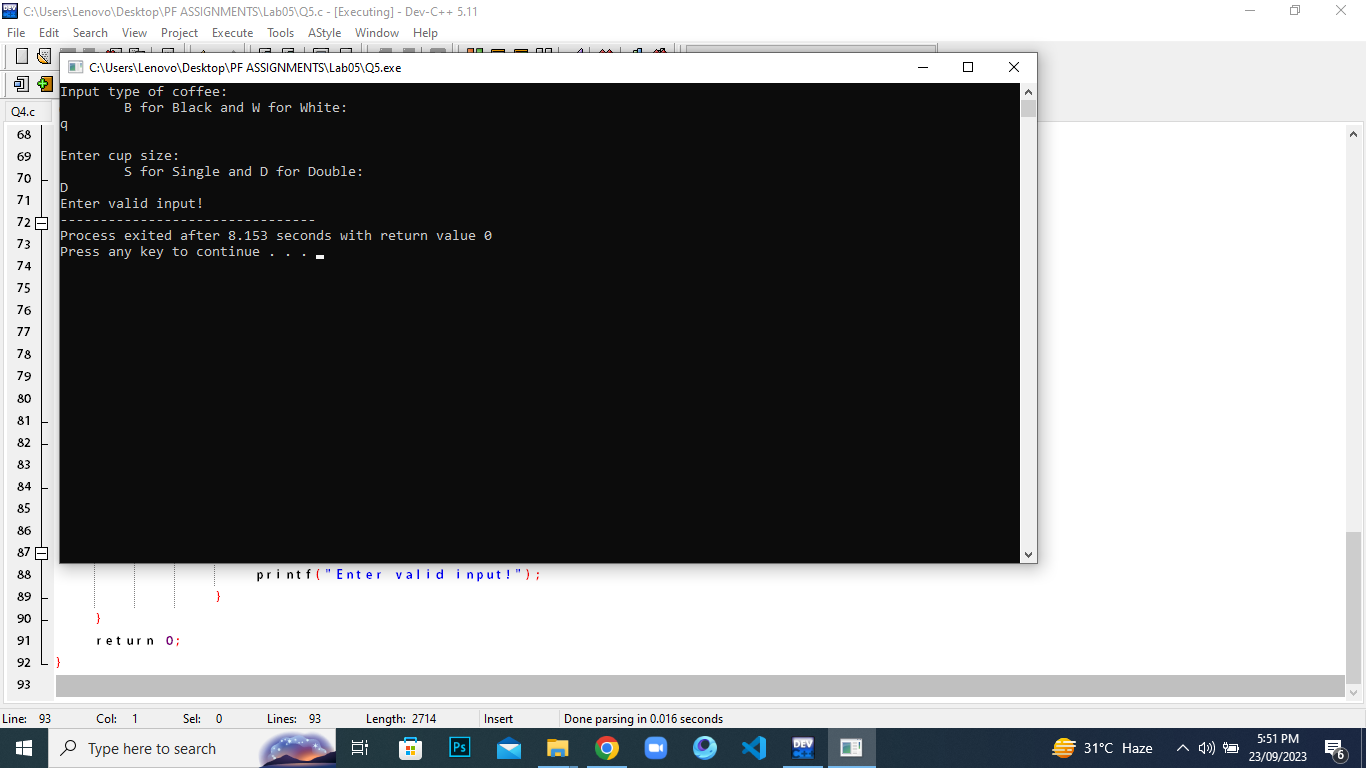 C:\Users\Lenovo\Desktop\PF ASSIGNMENTS\Lab05\Q5.c - [Executing] - Dev-C++ 5.11
File Edit Search View Project Execute Tools AStyle Window Help
C:\Users\Lenovo\Desktop\PF ASSIGNMENTS\Lab05\Q5.exe
Q4.c
Input type of coffee:
B for Black and W for White:
q
Enter cup size:
S for Single and D for Double:
D
Enter valid input!
--------------------------------
Process exited after 8.153 seconds with return value 0
Press any key to continue . . .
68
69
70
71
72
73
74
75
76
77
78
79
80
81
82
83
84
85
86
87
88 printf("Enter valid input!");
89 }
90 }
91 return 0;
92 }
93
Line: 93 Col: 1 Sel: 0 Lines: 93 Length: 2714 Insert Done parsing in 0.016 seconds
Type here to search
Ps
DEV
31°C Haze
5:51 PM
23/09/2023
6